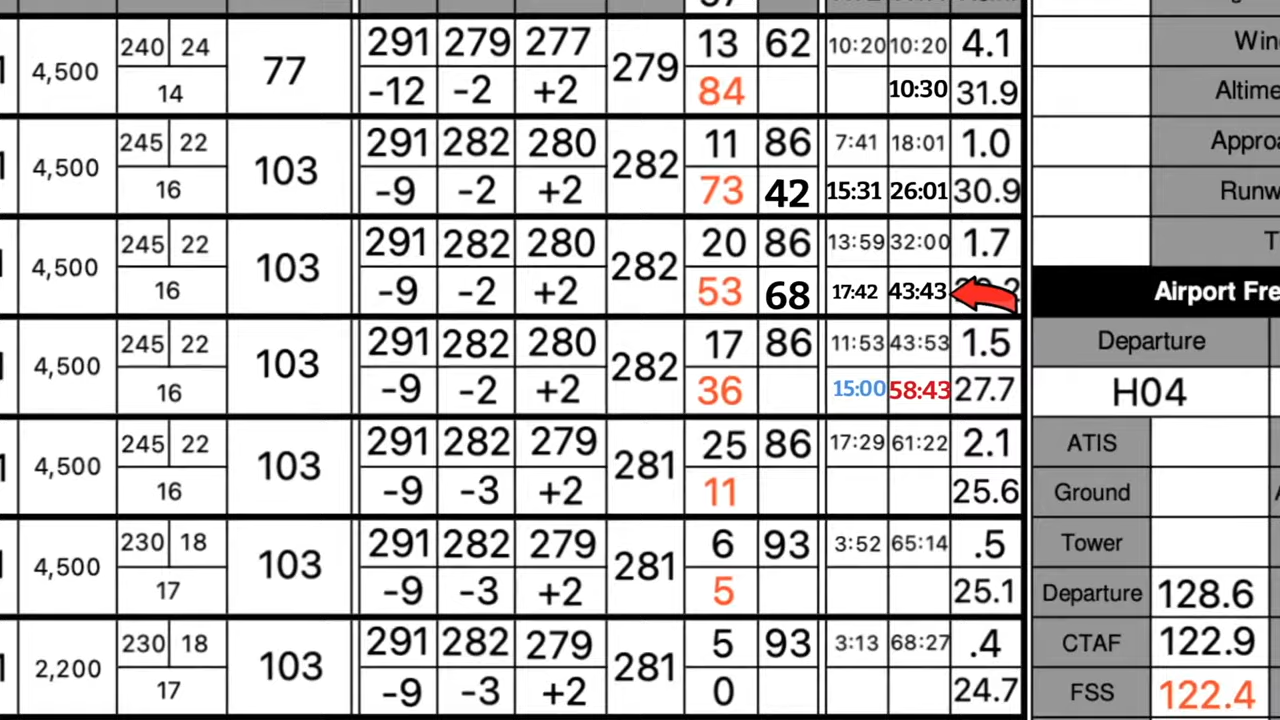 240 24 291 279 277 13 62 10:20 10:20 4.1
4,500 77 279
14 -12 -2 +2 84 10:30 31.9
245 22 291 282 280 11 86 7:41 18:01 1.0
4,500 103 282
16 -9 -2 +2 73 42 15:31 26:01 30.9
245 22 291 282 280 20 86 13:59 32:00 1.7
4,500 103 282
16 -9 -2 +2 53 68 17:42 43:43
245 22 291 282 280 17 86 11:53 43:53 1.5
4,500 103 282
16 -9 -2 +2 36 15:00 58:43 27.7
245 22 291 282 279 25 86 17:29 61:22 2.1
4,500 103 281
16 -9 -3 +2 11 25.6
230 18 291 282 279 6 93 3:52 65:14 .5
4,500 103 281
17 -9 -3 +2 5 25.1
230 18 291 282 279 5 93 3:13 68:27 .4
2,200 103 281
17 -9 -3 +2 0 24.7
Airport Fre
Departure
H04
ATIS
Ground
Tower
Departure 128.6
CTAF 122.9
FSS 122.4